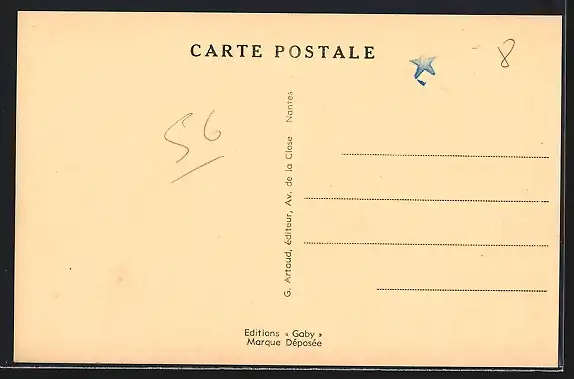 CARTE POSTALE
8
56
G. Artaud, éditeur, Av. de la Close Nantes
Editions « Gaby »
Marque Déposée